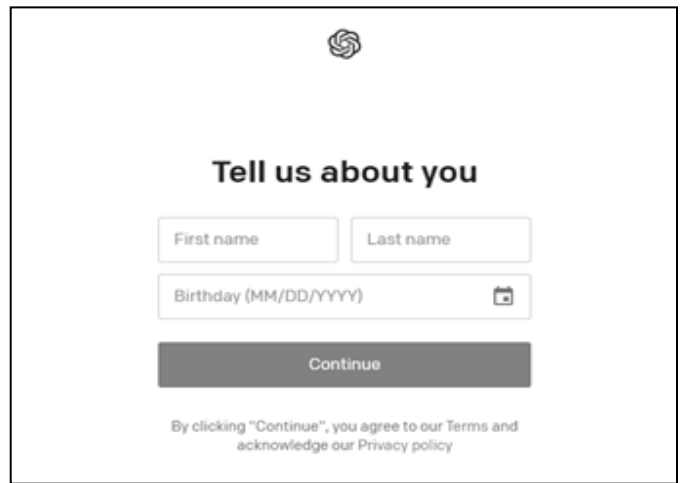 Tell us about you
First name
Last name
Birthday (MM/DD/YYYY)
Continue
By clicking "Continue", you agree to our Terms and
acknowledge our Privacy policy